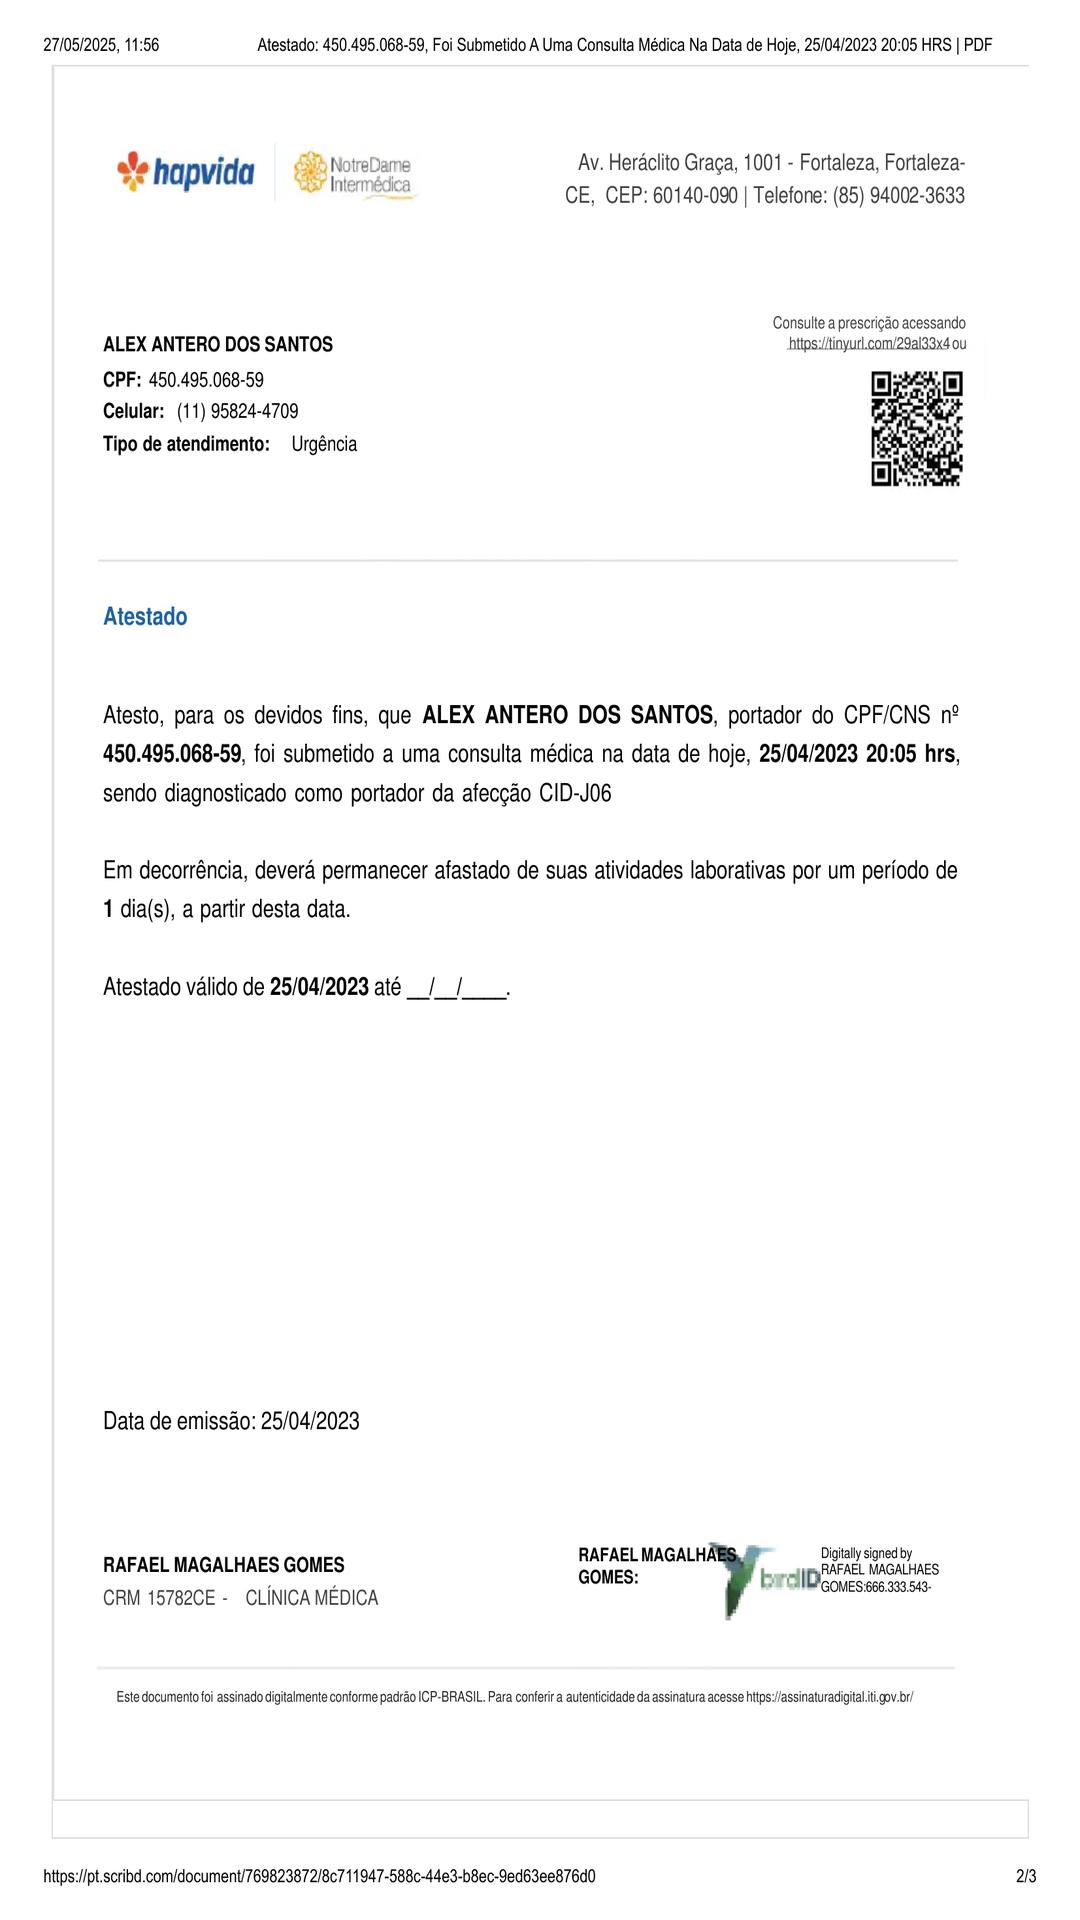 27/05/2025, 11:56 Atestado: 450.495.068-59, Foi Submetido A Uma Consulta Médica Na Data de Hoje, 25/04/2023 20:05 HRS | PDF
hapvida NotreDame
Intermédica
Av. Heráclito Graça, 1001 - Fortaleza, Fortaleza-
CE, CEP: 60140-090 | Telefone: (85) 94002-3633
Consulte a prescrição acessando
https://tinyurl.com/29al33x4 ou
ALEX ANTERO DOS SANTOS
CPF: 450.495.068-59
Celular: (11) 95824-4709
Tipo de atendimento: Urgência
Atestado
Atesto, para os devidos fins, que ALEX ANTERO DOS SANTOS, portador do CPF/CNS nº
450.495.068-59, foi submetido a uma consulta médica na data de hoje, 25/04/2023 20:05 hrs,
sendo diagnosticado como portador da afecção CID-J06
Em decorrência, deverá permanecer afastado de suas atividades laborativas por um período de
1 dia(s), a partir desta data.
Atestado válido de 25/04/2023 até __/__/____.
Data de emissão: 25/04/2023
RAFAEL MAGALHAES GOMES
CRM 15782CE - CLÍNICA MÉDICA
RAFAEL MAGALHAES
GOMES:
birdID
Digitally signed by
RAFAEL MAGALHAES
GOMES:666.333.543-
Este documento foi assinado digitalmente conforme padrão ICP-BRASIL. Para conferir a autenticidade da assinatura acesse https://assinaturadigital.iti.gov.br/
https://pt.scribd.com/document/769823872/8c711947-588c-44e3-b8ec-9ed63ee876d0 2/3